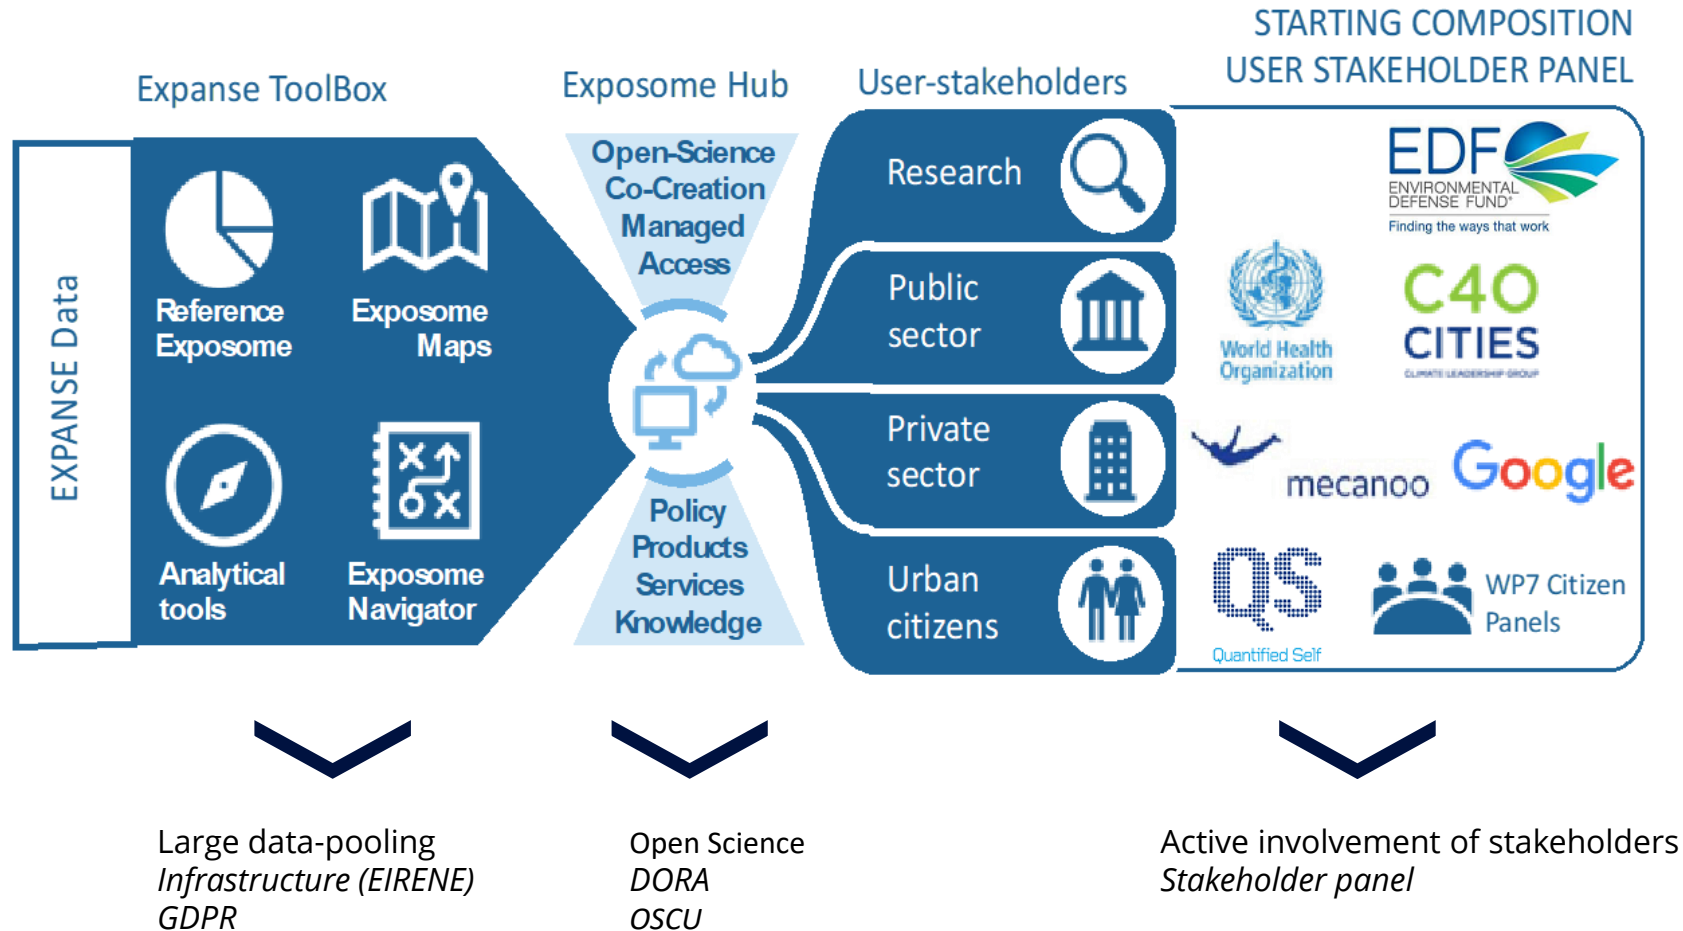 STARTING COMPOSITION
USER STAKEHOLDER PANEL
Expanse ToolBox
Exposome Hub
User-stakeholders
EXPANSE Data
Reference
Exposome
Exposome
Maps
Analytical
tools
Exposome
Navigator
Open-Science
Co-Creation
Managed
Access
Policy
Products
Services
Knowledge
Research
Public
sector
Private
sector
Urban
citizens
EDF
ENVIRONMENTAL
DEFENSE FUND®
Finding the ways that work
World Health
Organization
C40
CITIES
CLIMATE LEADERSHIP GROUP
mecanoo
Google
QS
Quantified Self
WP7 Citizen
Panels
Large data-pooling
Infrastructure (EIRENE)
GDPR
Open Science
DORA
OSCU
Active involvement of stakeholders
Stakeholder panel